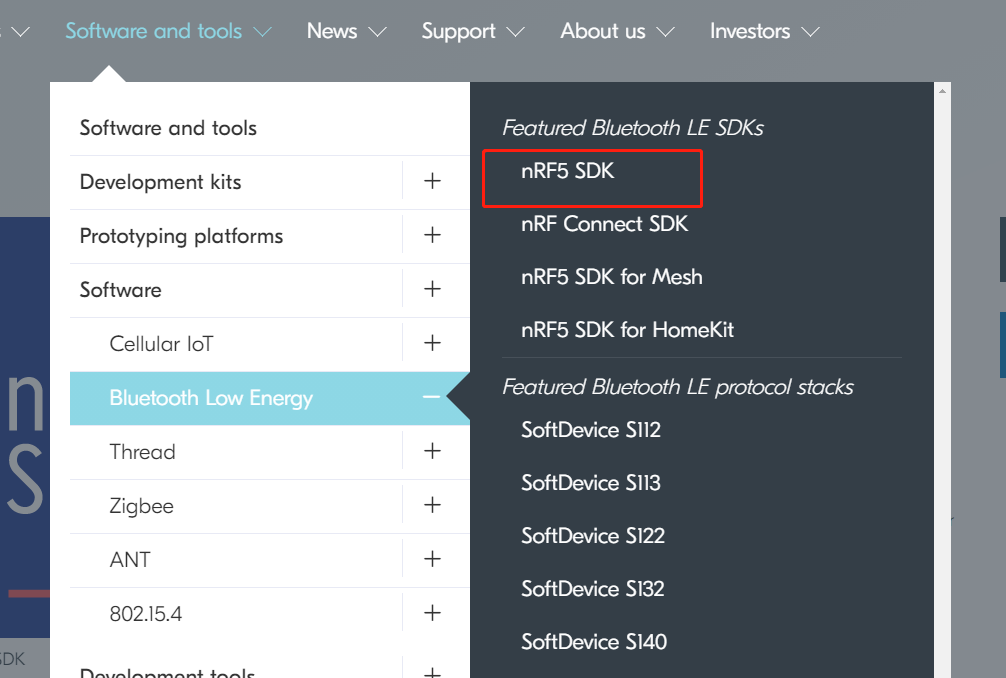 Software and tools
News
Support
About us
Investors
Software and tools
Development kits
Prototyping platforms
Software
Cellular IoT
Bluetooth Low Energy
Thread
Zigbee
ANT
802.15.4
Development tools
Featured Bluetooth LE SDKs
nRF5 SDK
nRF Connect SDK
nRF5 SDK for Mesh
nRF5 SDK for HomeKit
Featured Bluetooth LE protocol stacks
SoftDevice S112
SoftDevice S113
SoftDevice S122
SoftDevice S132
SoftDevice S140
n
S
SDK